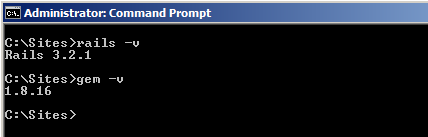 Administrator: Command Prompt
C:\Sites>rails -v
Rails 3.2.1
C:\Sites>gem -v
1.8.16
C:\Sites>